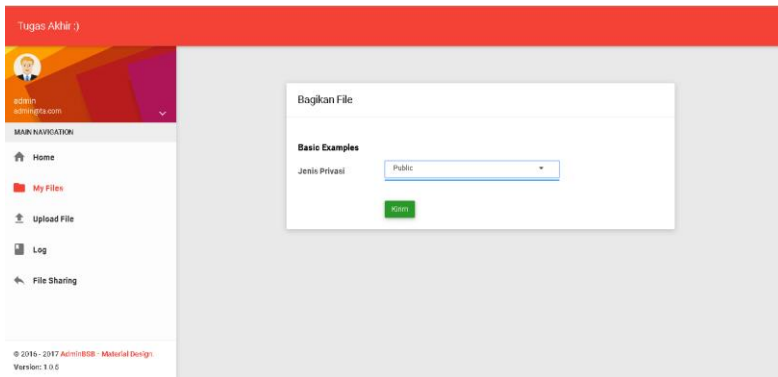 Tugas Akhir :)
admin
admin@ta.com
MAIN NAVIGATION
Home
My Files
Upload File
Log
File Sharing
© 2016 - 2017 AdminBSB - Material Design
Version: 1.0.5
Bagikan File
Basic Examples
Jenis Privasi
Public
Kirim